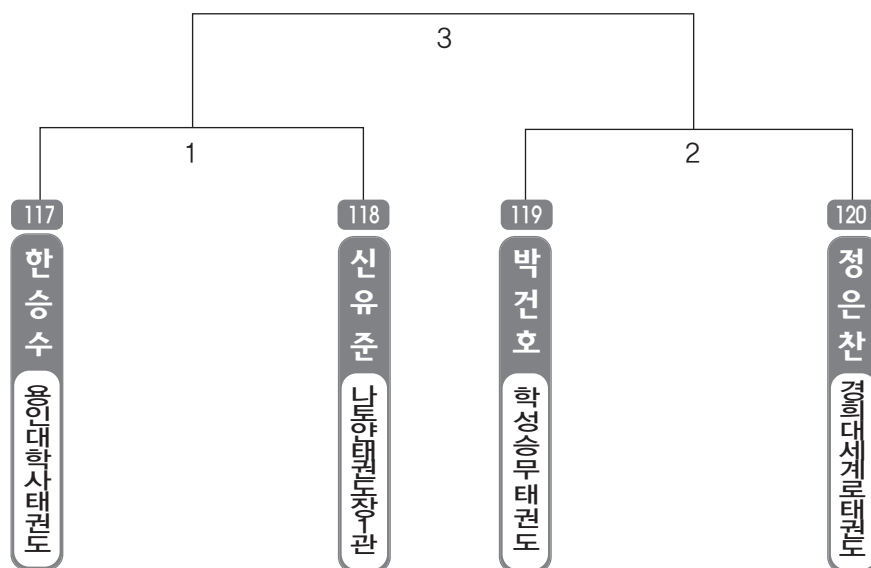 3
1
2
117
118
119
120
한승수
신유준
박건호
정은찬
용인대학사태권도
나토얀태권도장1관
학성승무태권도
경희대세계로태권도